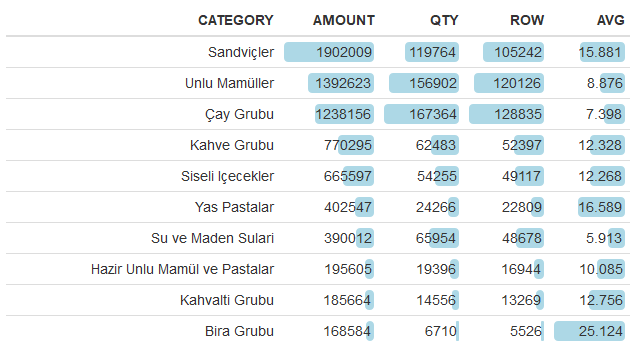 CATEGORY AMOUNT QTY ROW AVG
Sandviçler 1902009 119764 105242 15.881
Unlu Mamüller 1392623 156902 120126 8.876
Çay Grubu 1238156 167364 128835 7.398
Kahve Grubu 770295 62483 52397 12.328
Siseli Içecekler 665597 54255 49117 12.268
Yas Pastalar 402547 24266 22809 16.589
Su ve Maden Sulari 390012 65954 48678 5.913
Hazir Unlu Mamül ve Pastalar 195605 19396 16944 10.085
Kahvalti Grubu 185664 14556 13269 12.756
Bira Grubu 168584 6710 5526 25.124